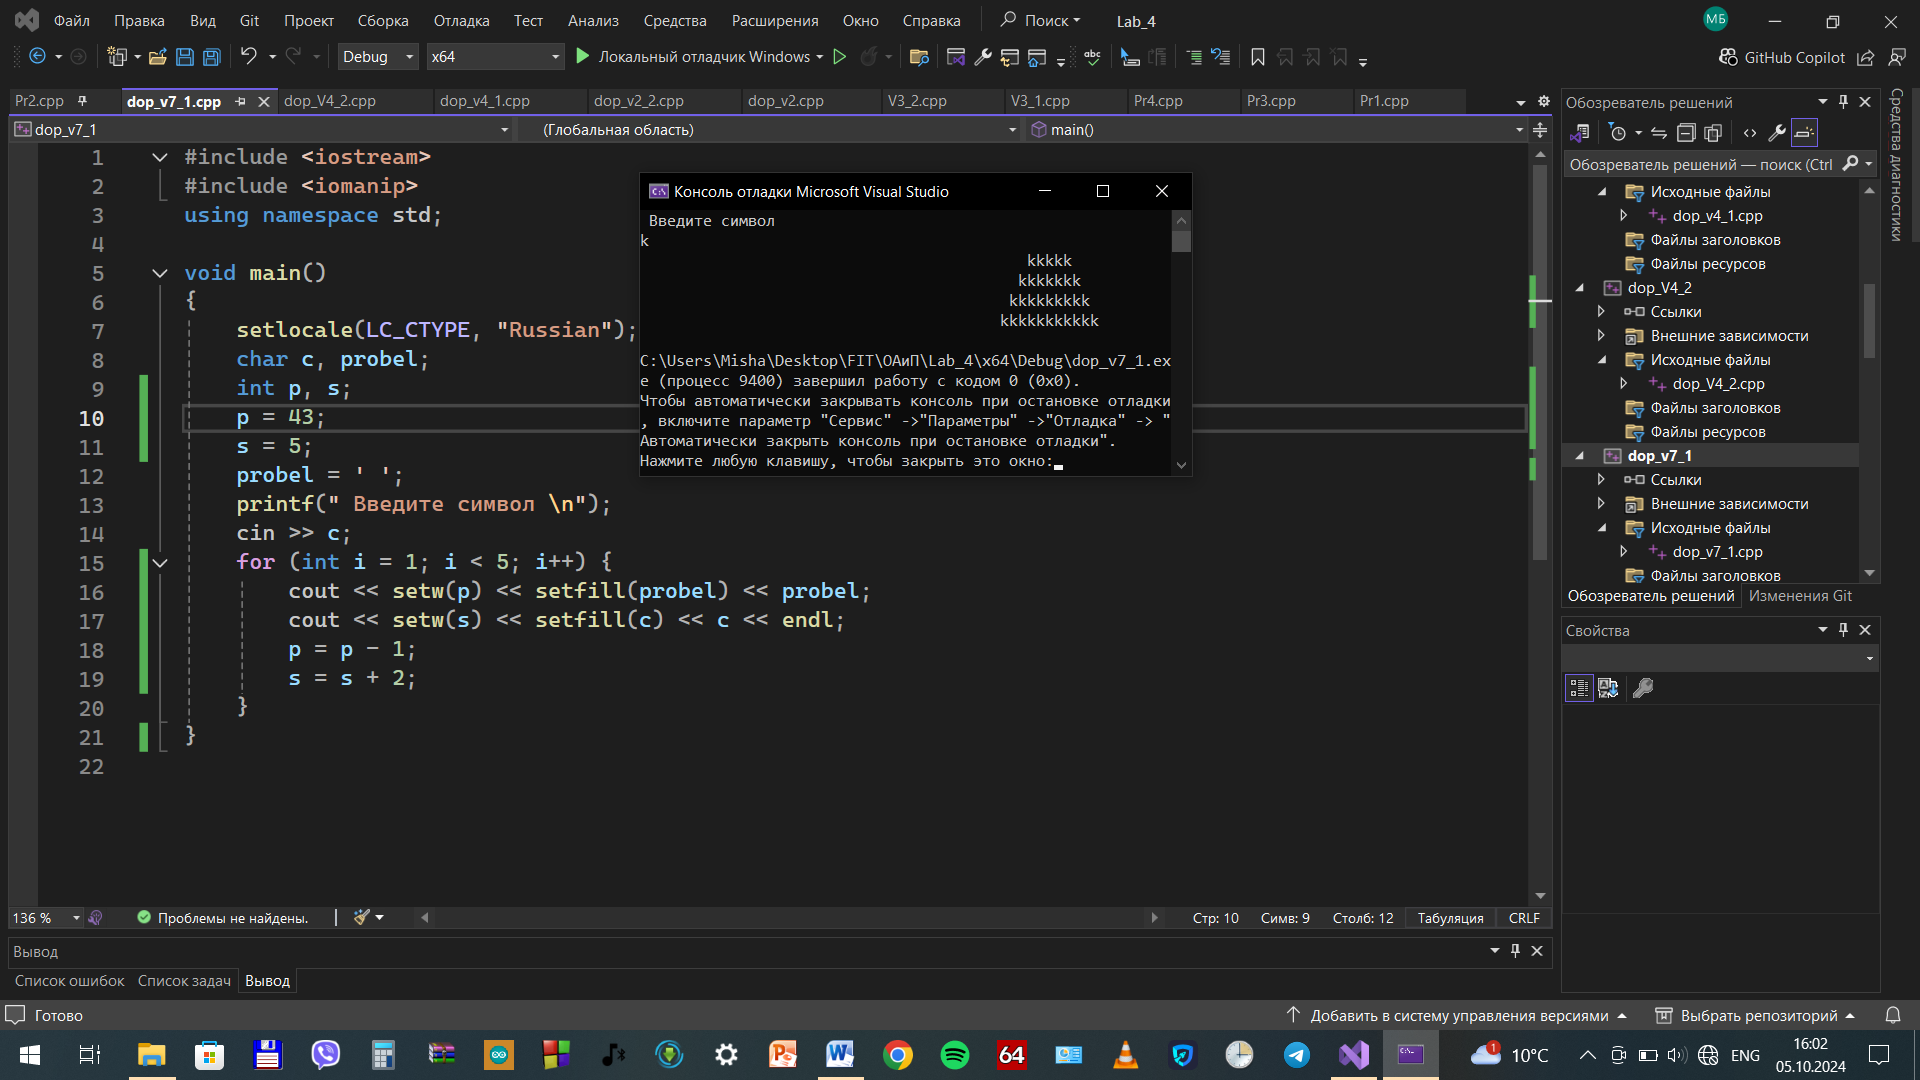 Файл Правка Вид Git Проект Сборка Отладка Тест Анализ Средства Расширения Окно Справка Поиск Lab_4 МБ
Debug x64 Локальный отладчик Windows abc GitHub Copilot
Pr2.cpp dop_v7_1.cpp dop_V4_2.cpp dop_v4_1.cpp dop_v2_2.cpp dop_v2.cpp V3_2.cpp V3_1.cpp Pr4.cpp Pr3.cpp Pr1.cpp
dop_v7_1 (Глобальная область) main()
1 #include <iostream>
2 #include <iomanip>
3 using namespace std;
4
5 void main()
6 {
7 setlocale(LC_CTYPE, "Russian");
8 char c, probel;
9 int p, s;
10 p = 43;
11 s = 5;
12 probel = ' ';
13 printf(" Введите символ \n");
14 cin >> c;
15 for (int i = 1; i < 5; i++) {
16 cout << setw(p) << setfill(probel) << probel;
17 cout << setw(s) << setfill(c) << c << endl;
18 p = p - 1;
19 s = s + 2;
20 }
21 }
22
Консоль отладки Microsoft Visual Studio
Введите символ
k
kkkkk
kkkkkkk
kkkkkkkkk
kkkkkkkkkkk
C:\Users\Misha\Desktop\FIT\ОАиП\Lab_4\x64\Debug\dop_v7_1.ex
e (процесс 9400) завершил работу с кодом 0 (0x0).
Чтобы автоматически закрывать консоль при остановке отладки
, включите параметр "Сервис" ->"Параметры" ->"Отладка" -> "
Автоматически закрыть консоль при остановке отладки".
Нажмите любую клавишу, чтобы закрыть это окно:
Обозреватель решений
Обозреватель решений — поиск (Ctrl
Исходные файлы
dop_v4_1.cpp
Файлы заголовков
Файлы ресурсов
dop_V4_2
Ссылки
Внешние зависимости
Исходные файлы
dop_V4_2.cpp
Файлы заголовков
Файлы ресурсов
dop_v7_1
Ссылки
Внешние зависимости
Исходные файлы
dop_v7_1.cpp
Файлы заголовков
Обозреватель решений Изменения Git
Свойства
Средства диагностики
136 % Проблемы не найдены. Стр: 10 Симв: 9 Столб: 12 Табуляция CRLF
Вывод
Список ошибок Список задач Вывод
Готово Добавить в систему управления версиями Выбрать репозиторий
64 1 10°C ENG 16:02
05.10.2024